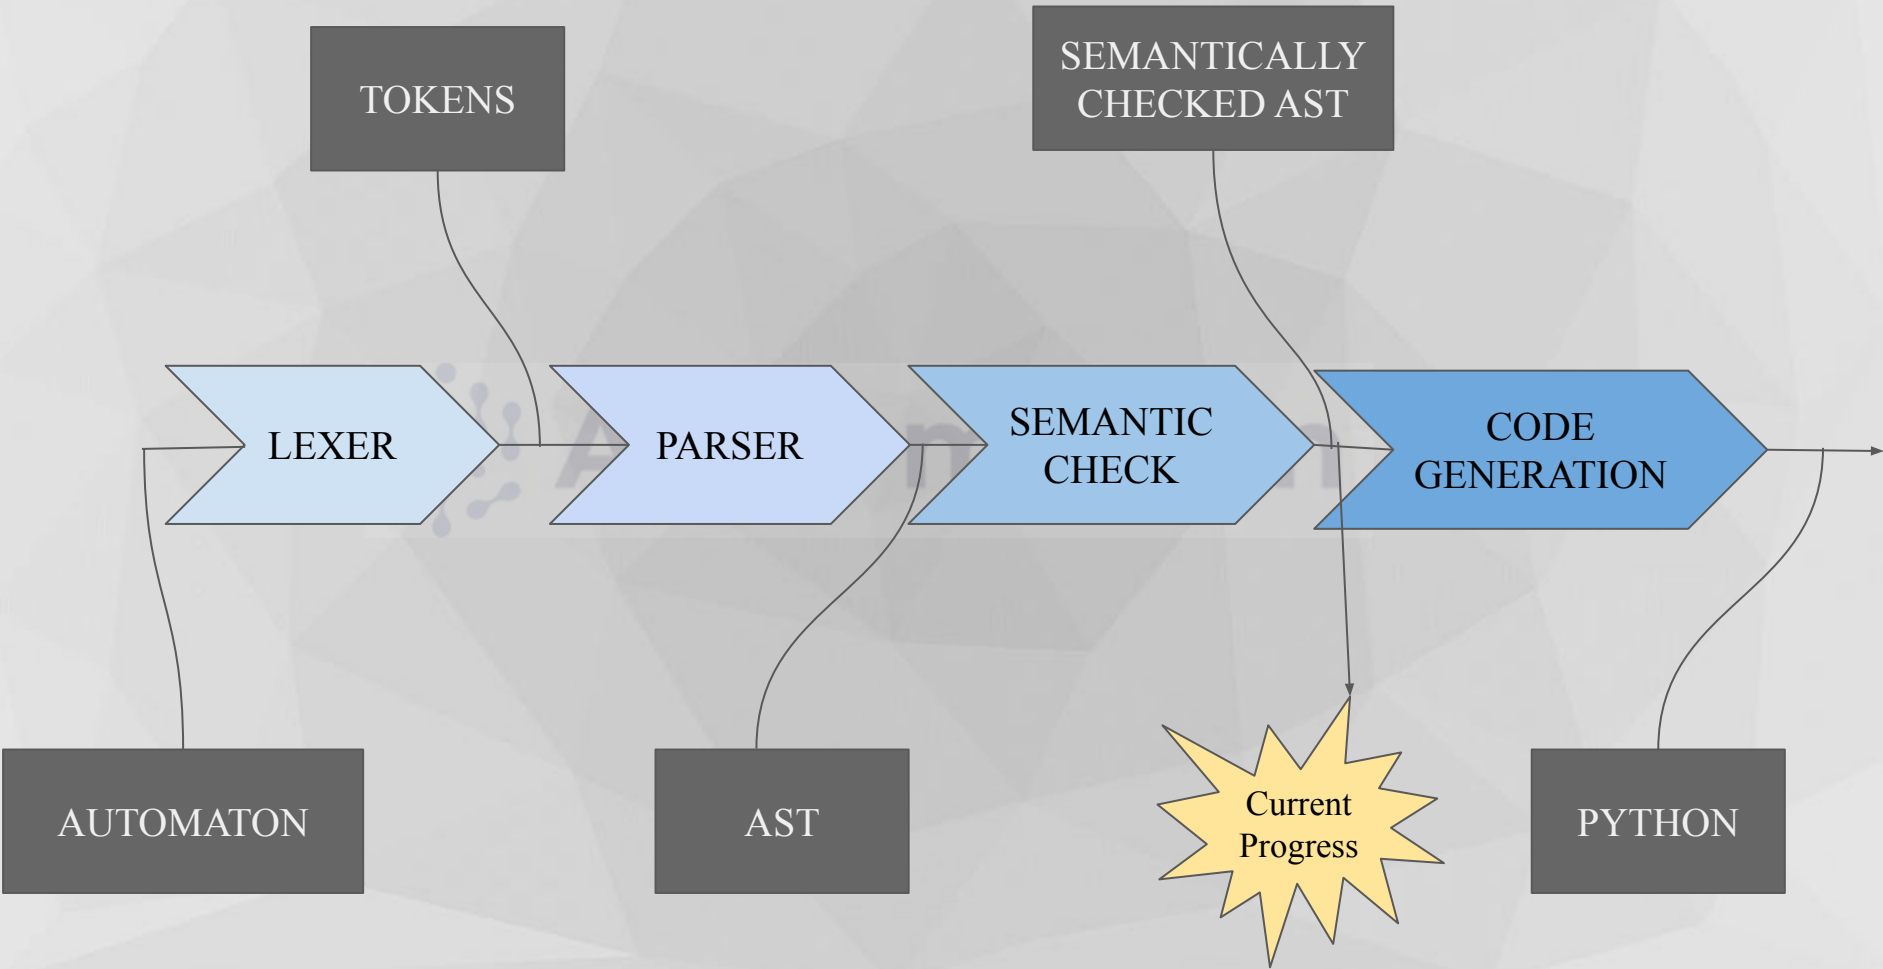 TOKENS
SEMANTICALLY
CHECKED AST
LEXER
PARSER
SEMANTIC
CHECK
CODE
GENERATION
AUTOMATON
AST
Current
Progress
PYTHON